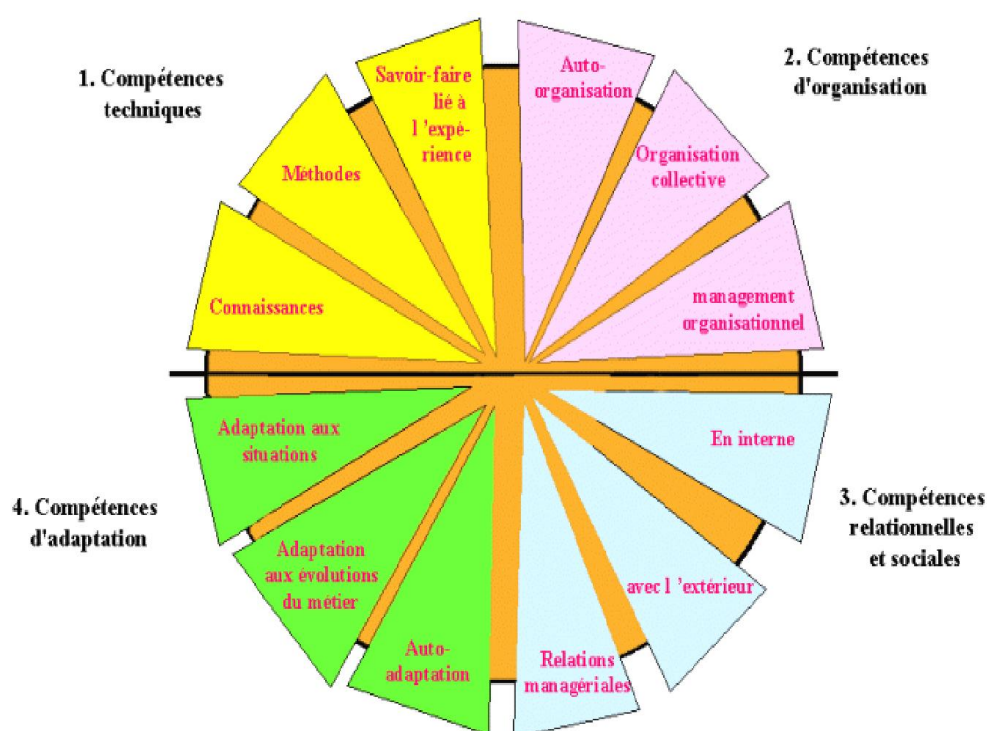 1. Compétences
techniques
Savoir-faire
lié à
l ’expé-
rience
Méthodes
Connaissances
2. Compétences
d'organisation
Auto-
organisation
Organisation
collective
management
organisationnel
3. Compétences
relationnelles
et sociales
En interne
avec l ’extérieur
Relations
managériales
4. Compétences
d'adaptation
Adaptation aux
situations
Adaptation
aux évolutions
du métier
Auto-
adaptation